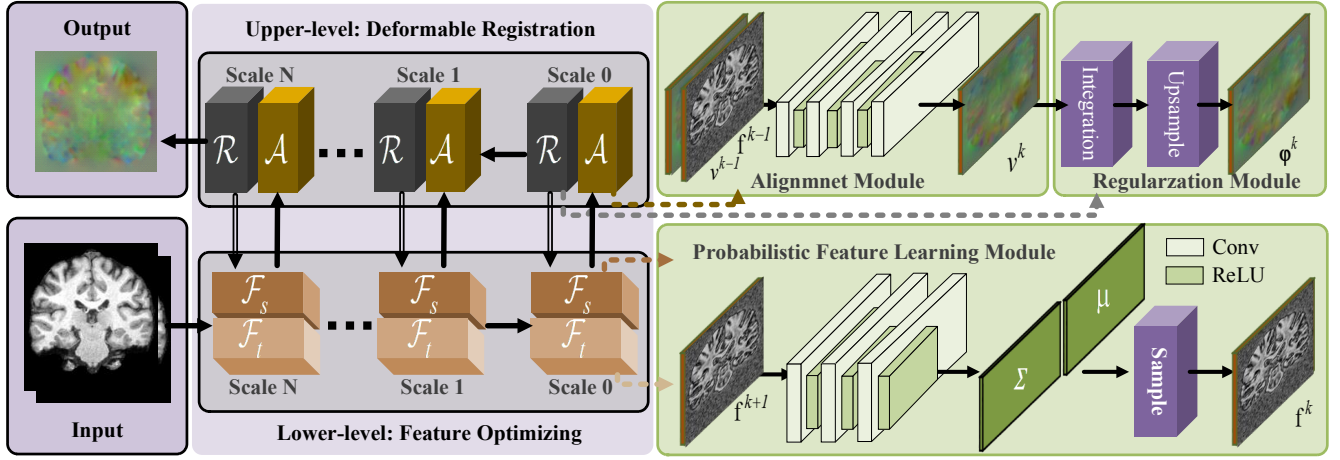 Output
Input
Upper-level: Deformable Registration
Scale N
Scale 1
Scale 0
R A
R A
R A
F_s
F_t
F_s
F_t
F_s
F_t
Scale N
Scale 1
Scale 0
Lower-level: Feature Optimizing
f^{k-1}
v^{k-1}
v^k
Alignmnet Module
Integration
Upsample
φ^k
Regularzation Module
Probabilistic Feature Learning Module
Conv
ReLU
f^{k+1}
Σ
μ
Sample
f^k